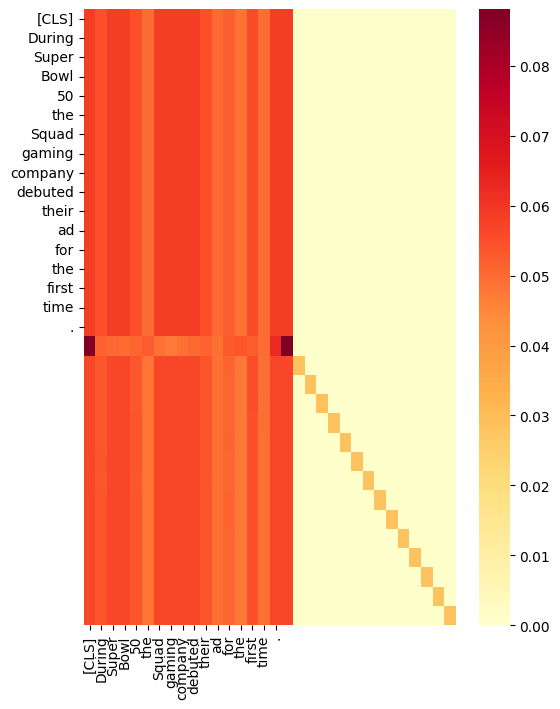 [CLS]
During
Super
Bowl
50
the
Squad
gaming
company
debuted
their
ad
for
the
first
time
.
0.08
0.07
0.06
0.05
0.04
0.03
0.02
0.01
0.00
[CLS]
During
Super
Bowl
50
the
Squad
gaming
company
debuted
their
ad
for
the
first
time
.